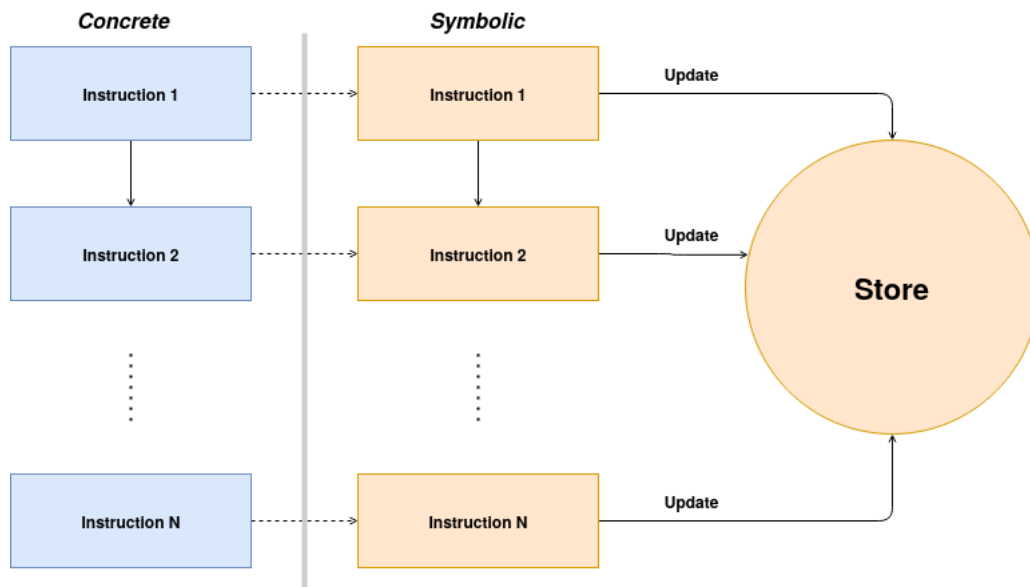 Concrete
Symbolic
Instruction 1
Instruction 1
Update
Instruction 2
Instruction 2
Update
Store
Instruction N
Instruction N
Update